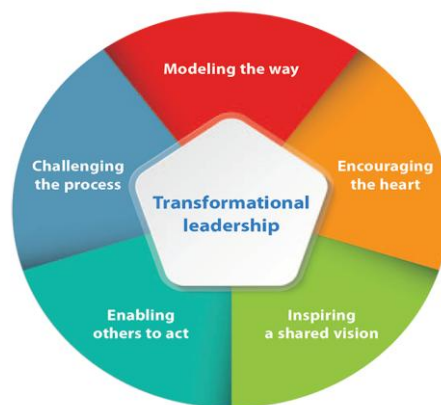 Modeling the way
Encouraging
the heart
Inspiring
a shared vision
Enabling
others to act
Challenging
the process
Transformational
leadership